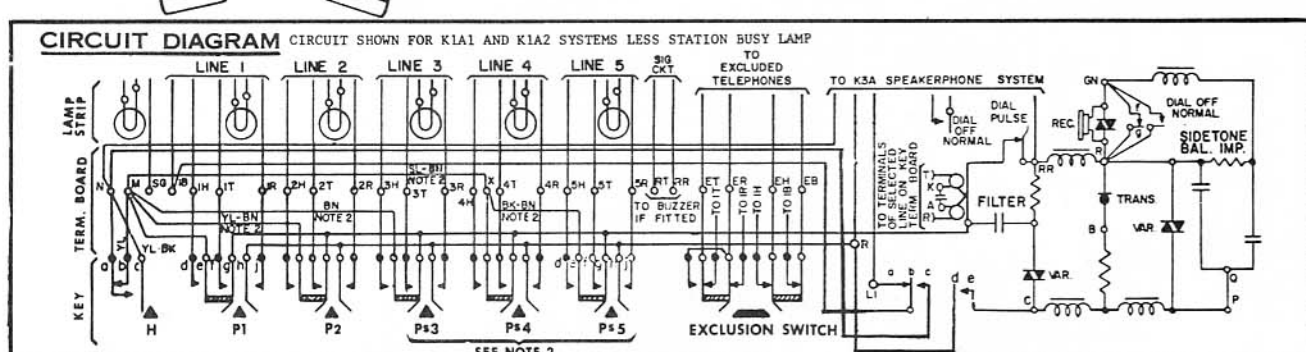 CIRCUIT DIAGRAM CIRCUIT SHOWN FOR K1A1 AND K1A2 SYSTEMS LESS STATION BUSY LAMP
LINE 1 LINE 2 LINE 3 LINE 4 LINE 5
SIG CKT
TO EXCLUDED TELEPHONES
TO K3A SPEAKERPHONE SYSTEM
LAMP STRIP
DIAL OFF NORMAL
DIAL PULSE
GN
REC.
R
DIAL OFF NORMAL
g
SIDETONE BAL. IMP.
TERM. BOARD
N M SG 1B 1H 1T 1R 2H 2T 2R 3H 3T 3R 4H X 4T 4R 5H 5T 5R RT RR ET ER EH EB
SL-BN NOTE 2
BN NOTE 2
YL-BN NOTE 2
BK-BN NOTE 2
YL
YL-BK
TO BUZZER IF FITTED
TO 1T
TO 1R
TO 1H
TO 1B
TO TERMINALS OF SELECTED LINE ON KEY TERM BOARD
T
K
A
R
FILTER
RR
R
TRANS.
B
VAR.
VAR.
C
Q
P
KEY
a b c d e f g h j
d e f g h j
a b c
d e
L1
H P1 P2 Ps3 Ps4 Ps5
EXCLUSION SWITCH
SEE NOTE 2